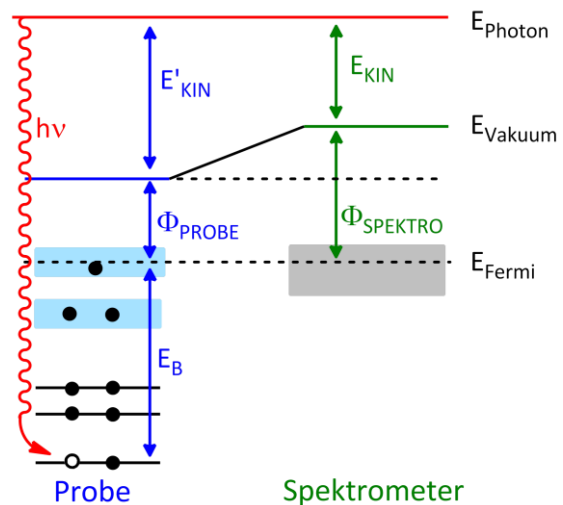 E_Photon
E'_KIN
E_KIN
hν
E_Vakuum
Φ_PROBE
Φ_SPEKTRO
E_Fermi
E_B
Probe
Spektrometer